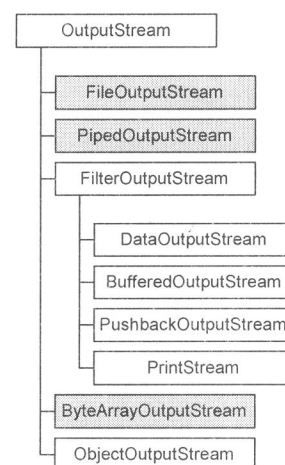 OutputStream
FileOutputStream
PipedOutputStream
FilterOutputStream
DataOutputStream
BufferedOutputStream
PushbackOutputStream
PrintStream
ByteArrayOutputStream
ObjectOutputStream